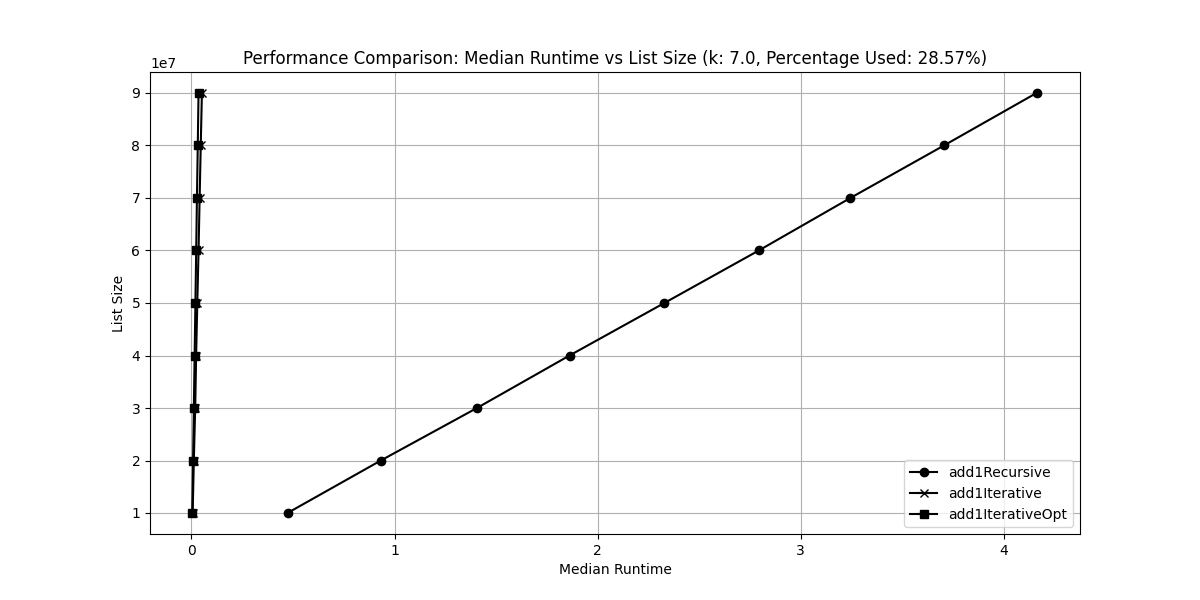 Performance Comparison: Median Runtime vs List Size (k: 7.0, Percentage Used: 28.57%)
1e7
9
8
7
6
5
4
3
2
1
List Size
0 1 2 3 4
Median Runtime
add1Recursive
add1Iterative
add1IterativeOpt